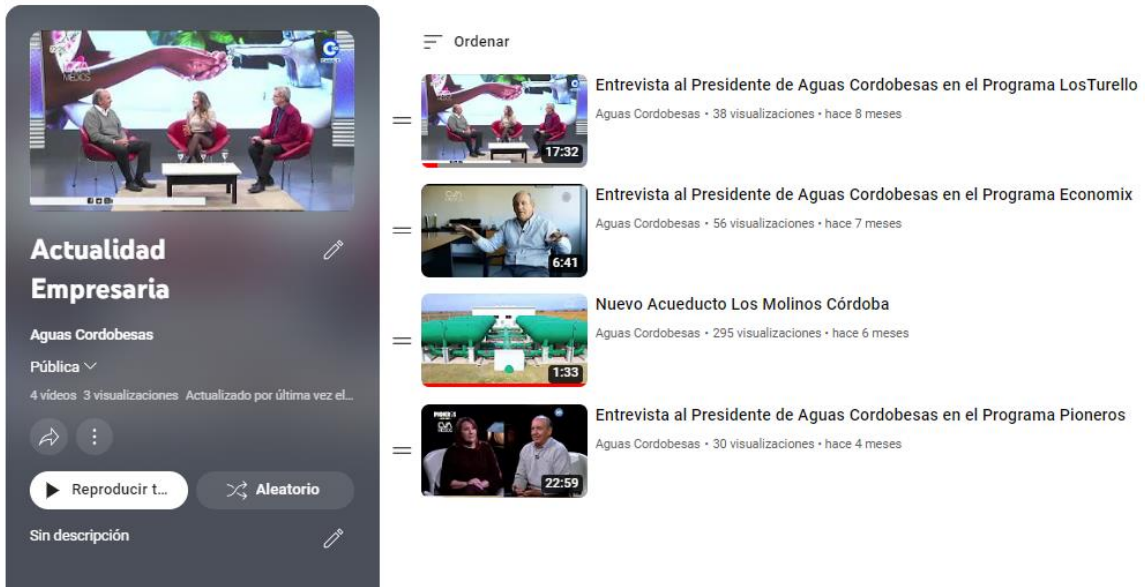 Actualidad
Empresaria
Aguas Cordobesas
Pública
4 vídeos 3 visualizaciones Actualizado por última vez el...
Reproducir t...
Aleatorio
Sin descripción
Ordenar
17:32
Entrevista al Presidente de Aguas Cordobesas en el Programa LosTurello
Aguas Cordobesas • 38 visualizaciones • hace 8 meses
6:41
Entrevista al Presidente de Aguas Cordobesas en el Programa Economix
Aguas Cordobesas • 56 visualizaciones • hace 7 meses
1:33
Nuevo Acueducto Los Molinos Córdoba
Aguas Cordobesas • 295 visualizaciones • hace 6 meses
22:59
Entrevista al Presidente de Aguas Cordobesas en el Programa Pioneros
Aguas Cordobesas • 30 visualizaciones • hace 4 meses